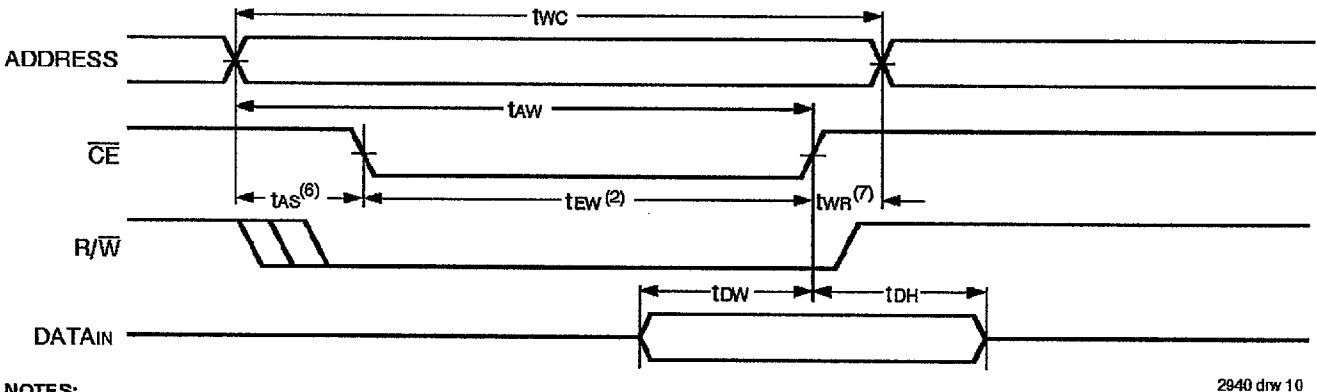 tWC
ADDRESS
tAW
CE
tAS(6) tEW(2) tWR(7)
R/W
tDW tDH
DATAIN
NOTES:
2940 drw 10